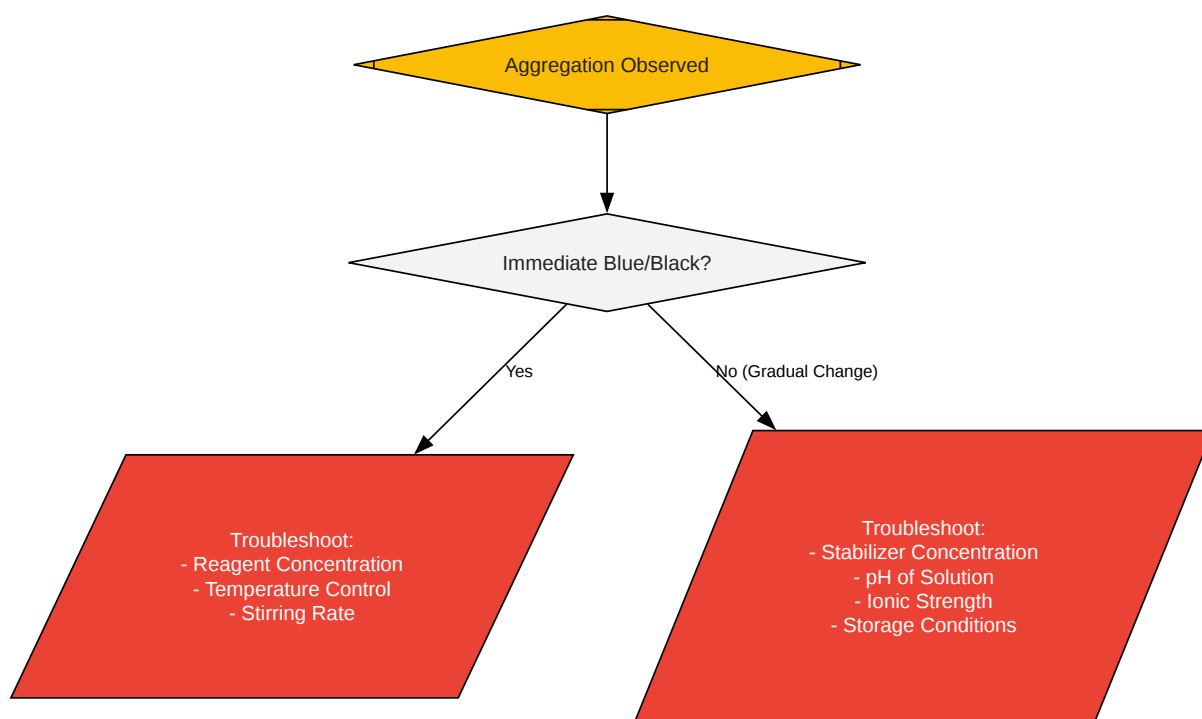 Aggregation Observed
Immediate Blue/Black?
Yes
No (Gradual Change)
Troubleshoot:
- Reagent Concentration
- Temperature Control
- Stirring Rate
Troubleshoot:
- Stabilizer Concentration
- pH of Solution
- Ionic Strength
- Storage Conditions